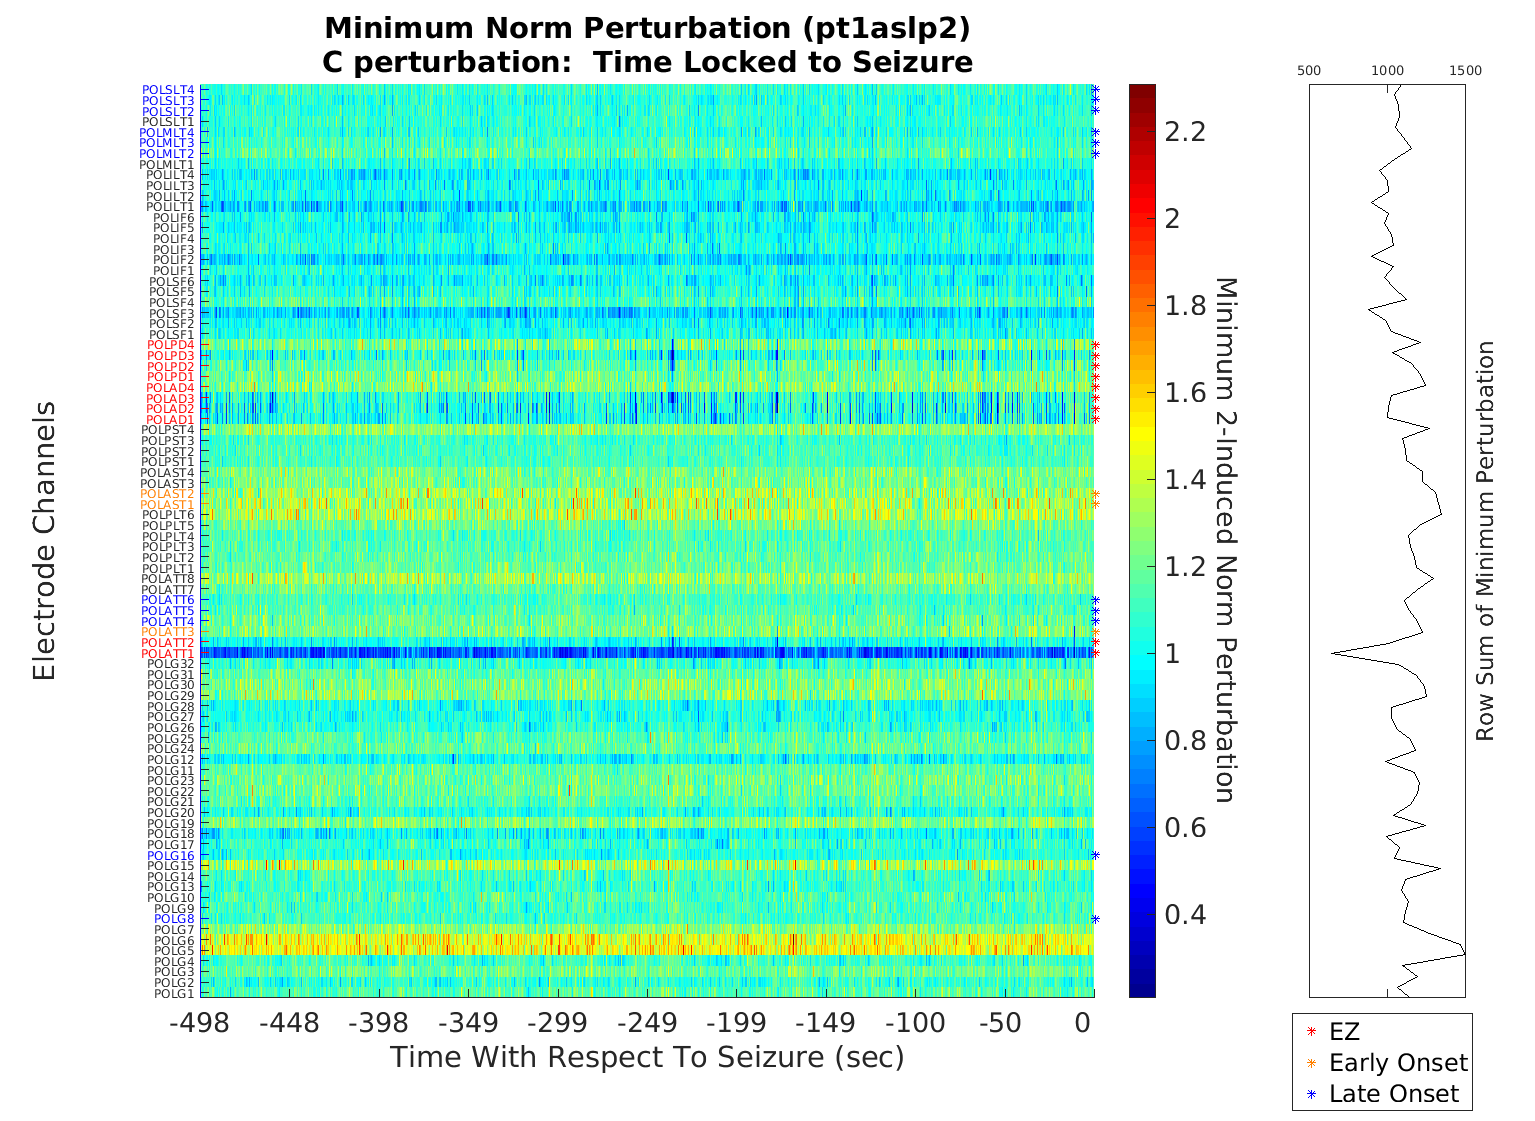 Minimum Norm Perturbation (pt1aslp2)
C perturbation:  Time Locked to Seizure
Electrode Channels
POLSLT4
POLSLT3
POLSLT2
POLSLT1
POLMLT4
POLMLT3
POLMLT2
POLMLT1
POLILT4
POLILT3
POLILT2
POLILT1
POLIF6
POLIF5
POLIF4
POLIF3
POLIF2
POLIF1
POLSF6
POLSF5
POLSF4
POLSF3
POLSF2
POLSF1
POLPD4
POLPD3
POLPD2
POLPD1
POLAD4
POLAD3
POLAD2
POLAD1
POLPST4
POLPST3
POLPST2
POLPST1
POLAST4
POLAST3
POLAST2
POLAST1
POLPLT6
POLPLT5
POLPLT4
POLPLT3
POLPLT2
POLPLT1
POLATT8
POLATT7
POLATT6
POLATT5
POLATT4
POLATT3
POLATT2
POLATT1
POLG32
POLG31
POLG30
POLG29
POLG28
POLG27
POLG26
POLG25
POLG24
POLG12
POLG11
POLG23
POLG22
POLG21
POLG20
POLG19
POLG18
POLG17
POLG16
POLG15
POLG14
POLG13
POLG10
POLG9
POLG8
POLG7
POLG6
POLG5
POLG4
POLG3
POLG2
POLG1
-498 -448 -398 -349 -299 -249 -199 -149 -100 -50 0
Time With Respect To Seizure (sec)
2.2
2
1.8
1.6
1.4
1.2
1
0.8
0.6
0.4
Minimum 2-Induced Norm Perturbation
500 1000 1500
Row Sum of Minimum Perturbation
EZ
Early Onset
Late Onset